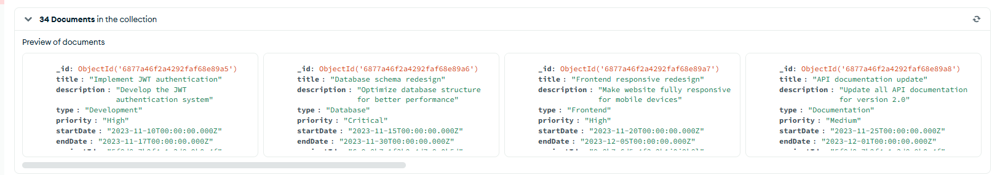 34 Documents in the collection
Preview of documents
_id: ObjectId('6877a46f2a4292faf68e89a5')
title : "Implement JWT authentication"
description : "Develop the JWT
authentication system"
type : "Development"
priority : "High"
startDate : "2023-11-10T00:00:00.000Z"
endDate : "2023-11-17T00:00:00.000Z"
_id: ObjectId('6877a46f2a4292faf68e89a6')
title : "Database schema redesign"
description : "Optimize database structure
for better performance"
type : "Database"
priority : "Critical"
startDate : "2023-11-15T00:00:00.000Z"
endDate : "2023-11-30T00:00:00.000Z"
_id: ObjectId('6877a46f2a4292faf68e89a7')
title : "Frontend responsive redesign"
description : "Make website fully responsive
for mobile devices"
type : "Frontend"
priority : "High"
startDate : "2023-11-20T00:00:00.000Z"
endDate : "2023-12-05T00:00:00.000Z"
_id: ObjectId('6877a46f2a4292faf68e89a8')
title : "API documentation update"
description : "Update all API documentation
for version 2.0"
type : "Documentation"
priority : "Medium"
startDate : "2023-11-25T00:00:00.000Z"
endDate : "2023-12-01T00:00:00.000Z"